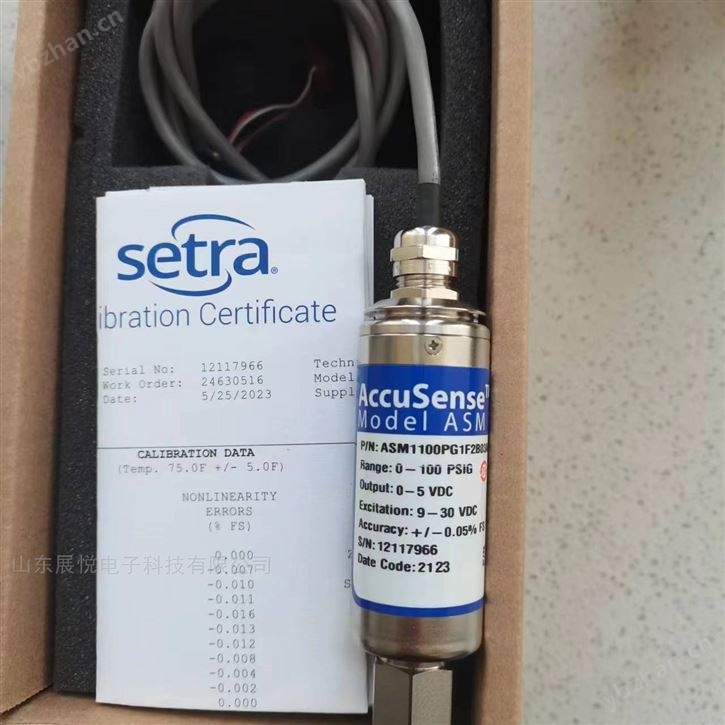 ybzhan.cn
setra®
ibration Certificate
Serial No: 12117966 Techn
Work Order: 24630516 Model
Date: 5/25/2023 Suppl
CALIBRATION DATA
(Temp. 75.0F +/- 5.0F)
NONLINEARITY
ERRORS
(% FS)
0.000
-0.007
-0.010
-0.011
-0.016
-0.013
-0.012
-0.008
-0.004
-0.002
0.000
AccuSense™
Model ASM
P/N: ASM1100PG1F2B03A
Range: 0-100 PSIG
Output: 0-5 VDC
Excitation: 9-30 VDC
Accuracy: +/-0.05% FS
S/N: 12117966
Date Code: 2123
山东展悦电子科技有限公司
ybzhan.cn